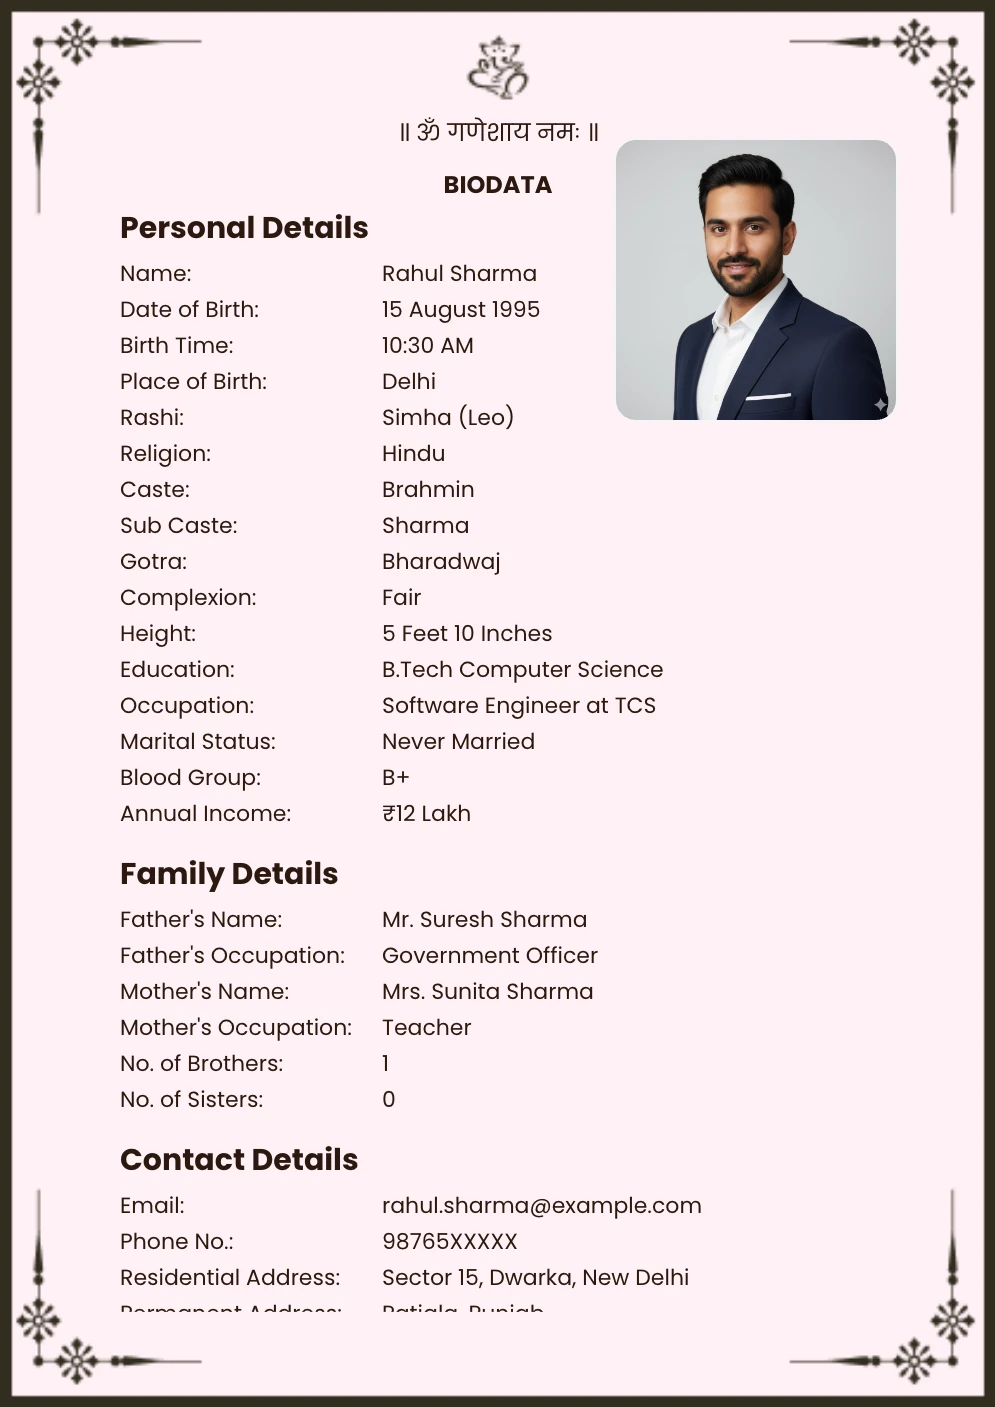 ॥ ॐ गणेशाय नमः ॥
BIODATA
Personal Details
Name: Rahul Sharma
Date of Birth: 15 August 1995
Birth Time: 10:30 AM
Place of Birth: Delhi
Rashi: Simha (Leo)
Religion: Hindu
Caste: Brahmin
Sub Caste: Sharma
Gotra: Bharadwaj
Complexion: Fair
Height: 5 Feet 10 Inches
Education: B.Tech Computer Science
Occupation: Software Engineer at TCS
Marital Status: Never Married
Blood Group: B+
Annual Income: ₹12 Lakh
Family Details
Father's Name: Mr. Suresh Sharma
Father's Occupation: Government Officer
Mother's Name: Mrs. Sunita Sharma
Mother's Occupation: Teacher
No. of Brothers: 1
No. of Sisters: 0
Contact Details
Email: rahul.sharma@example.com
Phone No.: 98765XXXXX
Residential Address: Sector 15, Dwarka, New Delhi
Permanent Address: Patiala, Punjab